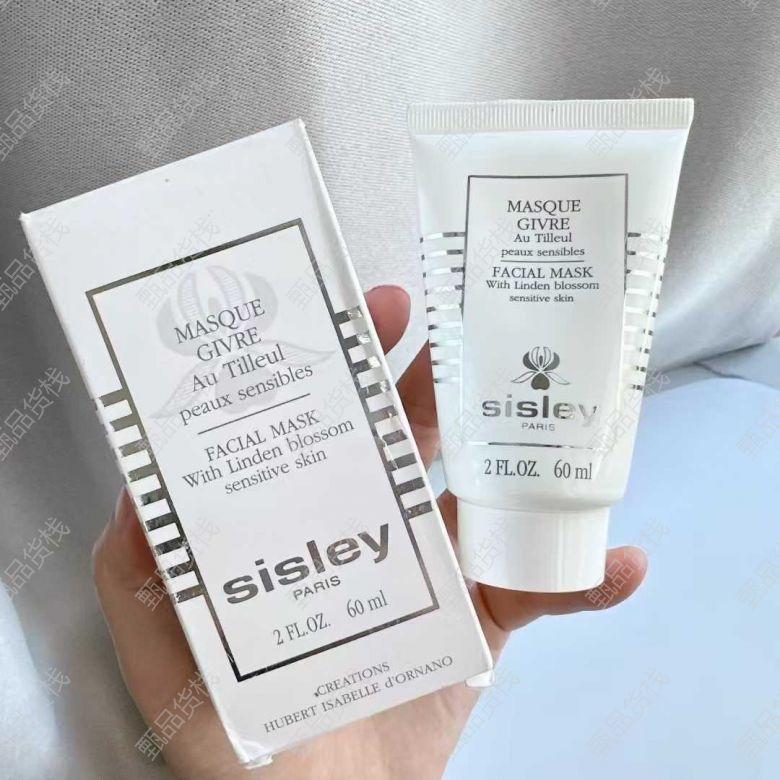 MASQUE
GIVRE
Au Tilleul
peaux sensibles
FACIAL MASK
With Linden blossom
sensitive skin
sisley
PARIS
2 FL.OZ. 60 ml
CREATIONS
HUBERT ISABELLE d'ORNANO
MASQUE
GIVRE
Au Tilleul
peaux sensibles
FACIAL MASK
With Linden blossom
sensitive skin
sisley
PARIS
2 FL.OZ. 60 ml
甄品货栈